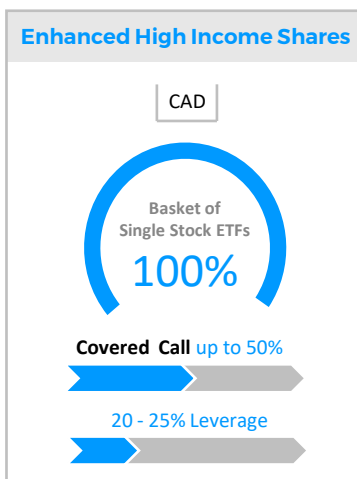 Enhanced High Income Shares
CAD
Basket of
Single Stock ETFs
100%
Covered Call up to 50%
20 - 25% Leverage